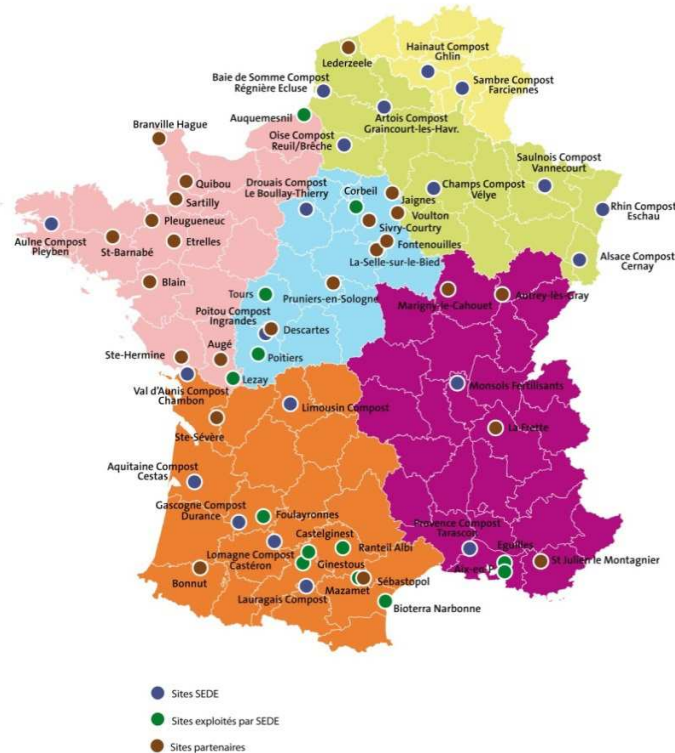 Lederzeele
Hainaut Compost
Ghlin
Baie de Somme Compost
Régnière Ecluse
Sambre Compost
Farciennes
Auquemesnil
Artois Compost
Graincourt-les-Havr.
Branville Hague
Oise Compost
Reuil/Brêche
Saulnois Compost
Vannecourt
Quibou
Drouais Compost
Le Boullay-Thierry
Corbeil
Champs Compost
Vélye
Jaignes
Sartilly
Rhin Compost
Eschau
Voulton
Pleugueneuc
Sivry-Courtry
Aulne Compost
Pleyben
St-Barnabé
Etrelles
Fontenouilles
La-Selle-sur-le-Bied
Alsace Compost
Cernay
Blain
Tours
Pruniers-en-Sologne
Marigny-le-Cahouet
Autrey-lès-Gray
Poitou Compost
Ingrandes
Descartes
Augé
Ste-Hermine
Poitiers
Lezay
Val d'Aunis Compost
Chambon
Monsols Fertilisants
Limousin Compost
Ste-Sévère
La Frette
Aquitaine Compost
Cestas
Gascogne Compost
Durance
Foulayronnes
Provence Compost
Tarascon
Castelginest
Eguilles
Lomagne Compost
Castéron
Ranteil Albi
Ginestous
Aix-en-P
St Julien le Montagnier
Bonnut
Mazamet
Sébastopol
Lauragais Compost
Bioterra Narbonne
Sites SEDE
Sites exploités par SEDE
Sites partenaires